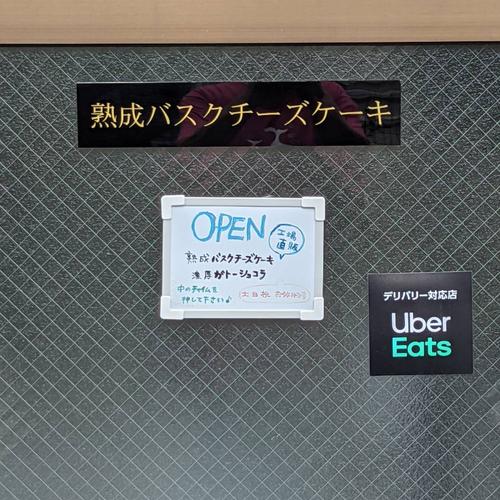 熟成バスクチーズケーキ
OPEN
工場
直販
熟成バスクチーズケーキ
濃厚ガトーショコラ
中のチャイムを
押して下さい♪
土日祝
デリバリー対応店
Uber
Eats